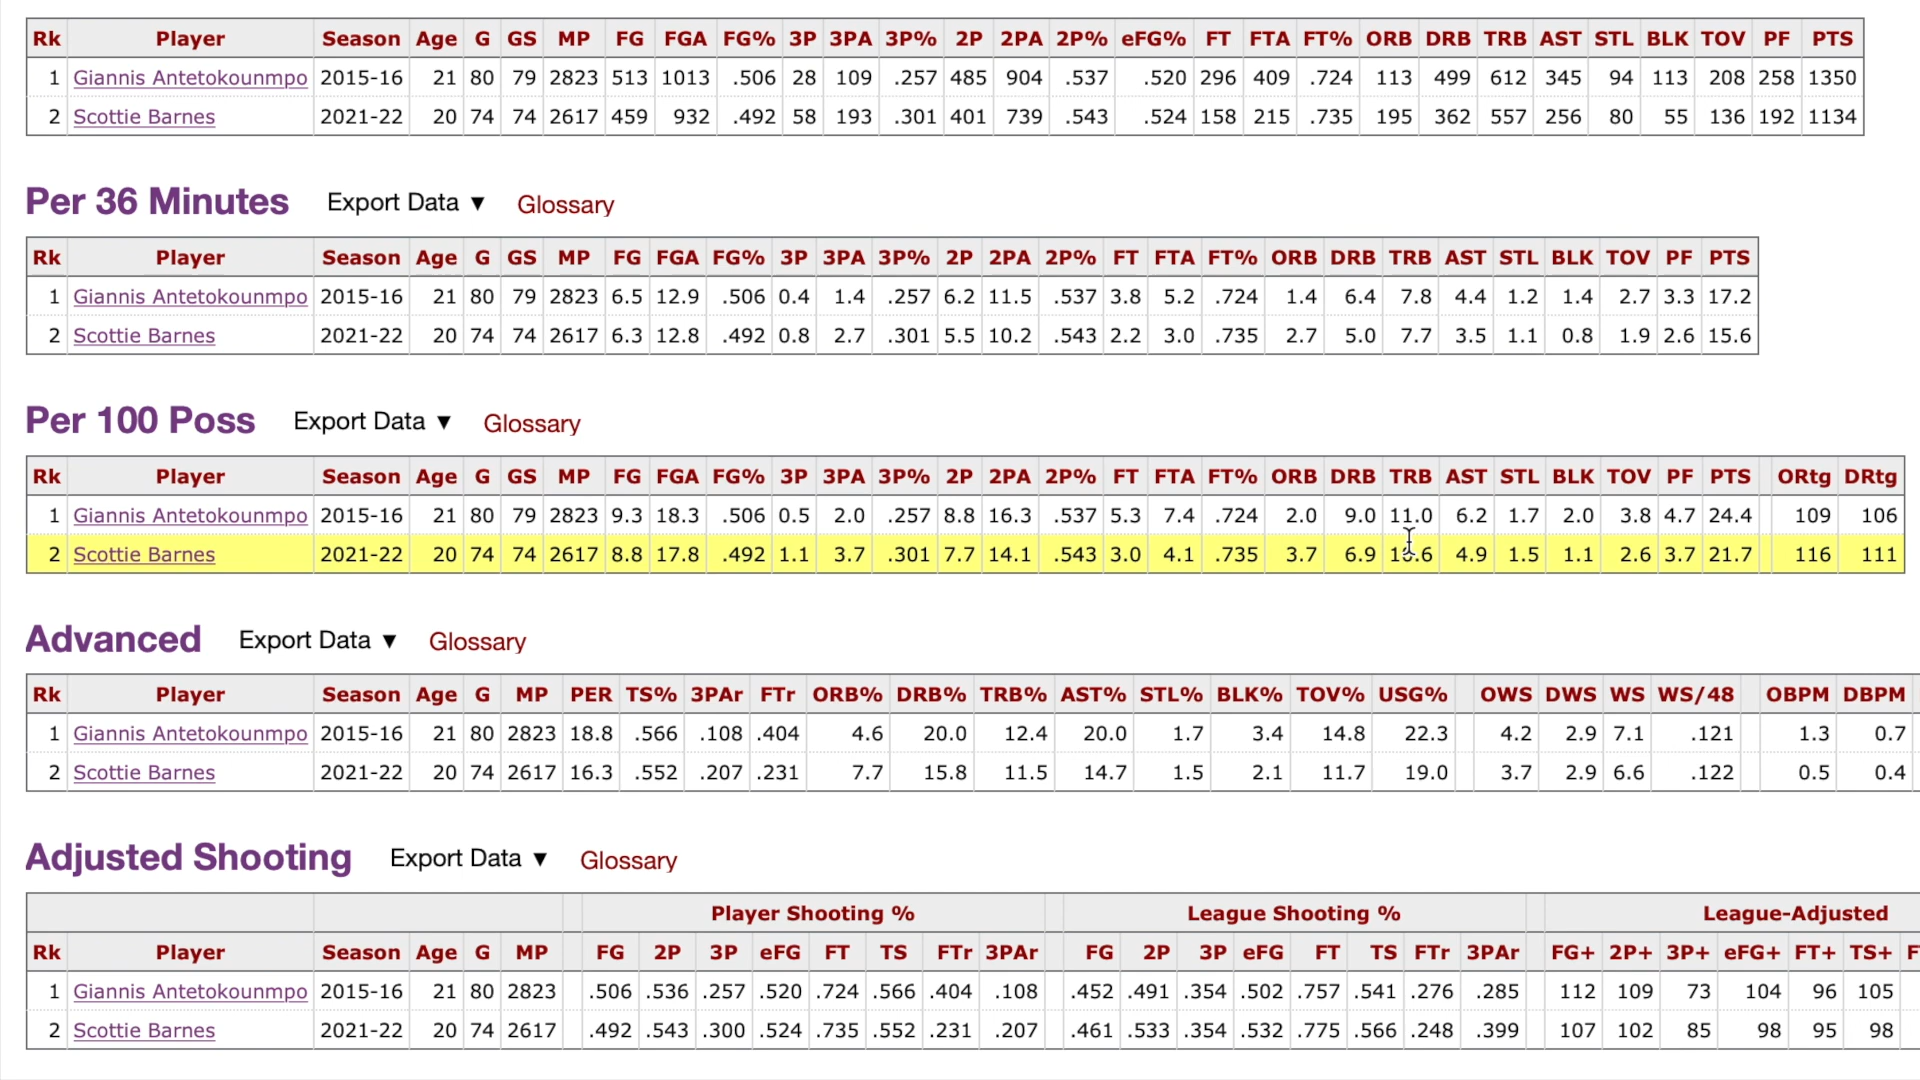 Rk Player Season Age G GS MP FG FGA FG% 3P 3PA 3P% 2P 2PA 2P% eFG% FT FTA FT% ORB DRB TRB AST STL BLK TOV PF PTS
1 Giannis Antetokounmpo 2015-16 21 80 79 2823 513 1013 .506 28 109 .257 485 904 .537 .520 296 409 .724 113 499 612 345 94 113 208 258 1350
2 Scottie Barnes 2021-22 20 74 74 2617 459 932 .492 58 193 .301 401 739 .543 .524 158 215 .735 195 362 557 256 80 55 136 192 1134
Per 36 Minutes Export Data ▼ Glossary
Rk Player Season Age G GS MP FG FGA FG% 3P 3PA 3P% 2P 2PA 2P% FT FTA FT% ORB DRB TRB AST STL BLK TOV PF PTS
1 Giannis Antetokounmpo 2015-16 21 80 79 2823 6.5 12.9 .506 0.4 1.4 .257 6.2 11.5 .537 3.8 5.2 .724 1.4 6.4 7.8 4.4 1.2 1.4 2.7 3.3 17.2
2 Scottie Barnes 2021-22 20 74 74 2617 6.3 12.8 .492 0.8 2.7 .301 5.5 10.2 .543 2.2 3.0 .735 2.7 5.0 7.7 3.5 1.1 0.8 1.9 2.6 15.6
Per 100 Poss Export Data ▼ Glossary
Rk Player Season Age G GS MP FG FGA FG% 3P 3PA 3P% 2P 2PA 2P% FT FTA FT% ORB DRB TRB AST STL BLK TOV PF PTS ORtg DRtg
1 Giannis Antetokounmpo 2015-16 21 80 79 2823 9.3 18.3 .506 0.5 2.0 .257 8.8 16.3 .537 5.3 7.4 .724 2.0 9.0 11.0 6.2 1.7 2.0 3.8 4.7 24.4 109 106
2 Scottie Barnes 2021-22 20 74 74 2617 8.8 17.8 .492 1.1 3.7 .301 7.7 14.1 .543 3.0 4.1 .735 3.7 6.9 4.9 1.5 1.1 2.6 3.7 21.7 116 111
Advanced Export Data ▼ Glossary
Rk Player Season Age G MP PER TS% 3PAr FTr ORB% DRB% TRB% AST% STL% BLK% TOV% USG% OWS DWS WS WS/48 OBPM DBPM
1 Giannis Antetokounmpo 2015-16 21 80 2823 18.8 .566 .108 .404 4.6 20.0 12.4 20.0 1.7 3.4 14.8 22.3 4.2 2.9 7.1 .121 1.3 0.7
2 Scottie Barnes 2021-22 20 74 2617 16.3 .552 .207 .231 7.7 15.8 11.5 14.7 1.5 2.1 11.7 19.0 3.7 2.9 6.6 .122 0.5 0.4
Adjusted Shooting Export Data ▼ Glossary
Player Shooting % League Shooting % League-Adjusted
Rk Player Season Age G MP FG 2P 3P eFG FT TS FTr 3PAr FG 2P 3P eFG FT TS FTr 3PAr FG+ 2P+ 3P+ eFG+ FT+ TS+
1 Giannis Antetokounmpo 2015-16 21 80 2823 .506 .536 .257 .520 .724 .566 .404 .108 .452 .491 .354 .502 .757 .541 .276 .285 112 109 73 104 96 105
2 Scottie Barnes 2021-22 20 74 2617 .492 .543 .300 .524 .735 .552 .231 .207 .461 .533 .354 .532 .775 .566 .248 .399 107 102 85 98 95 98